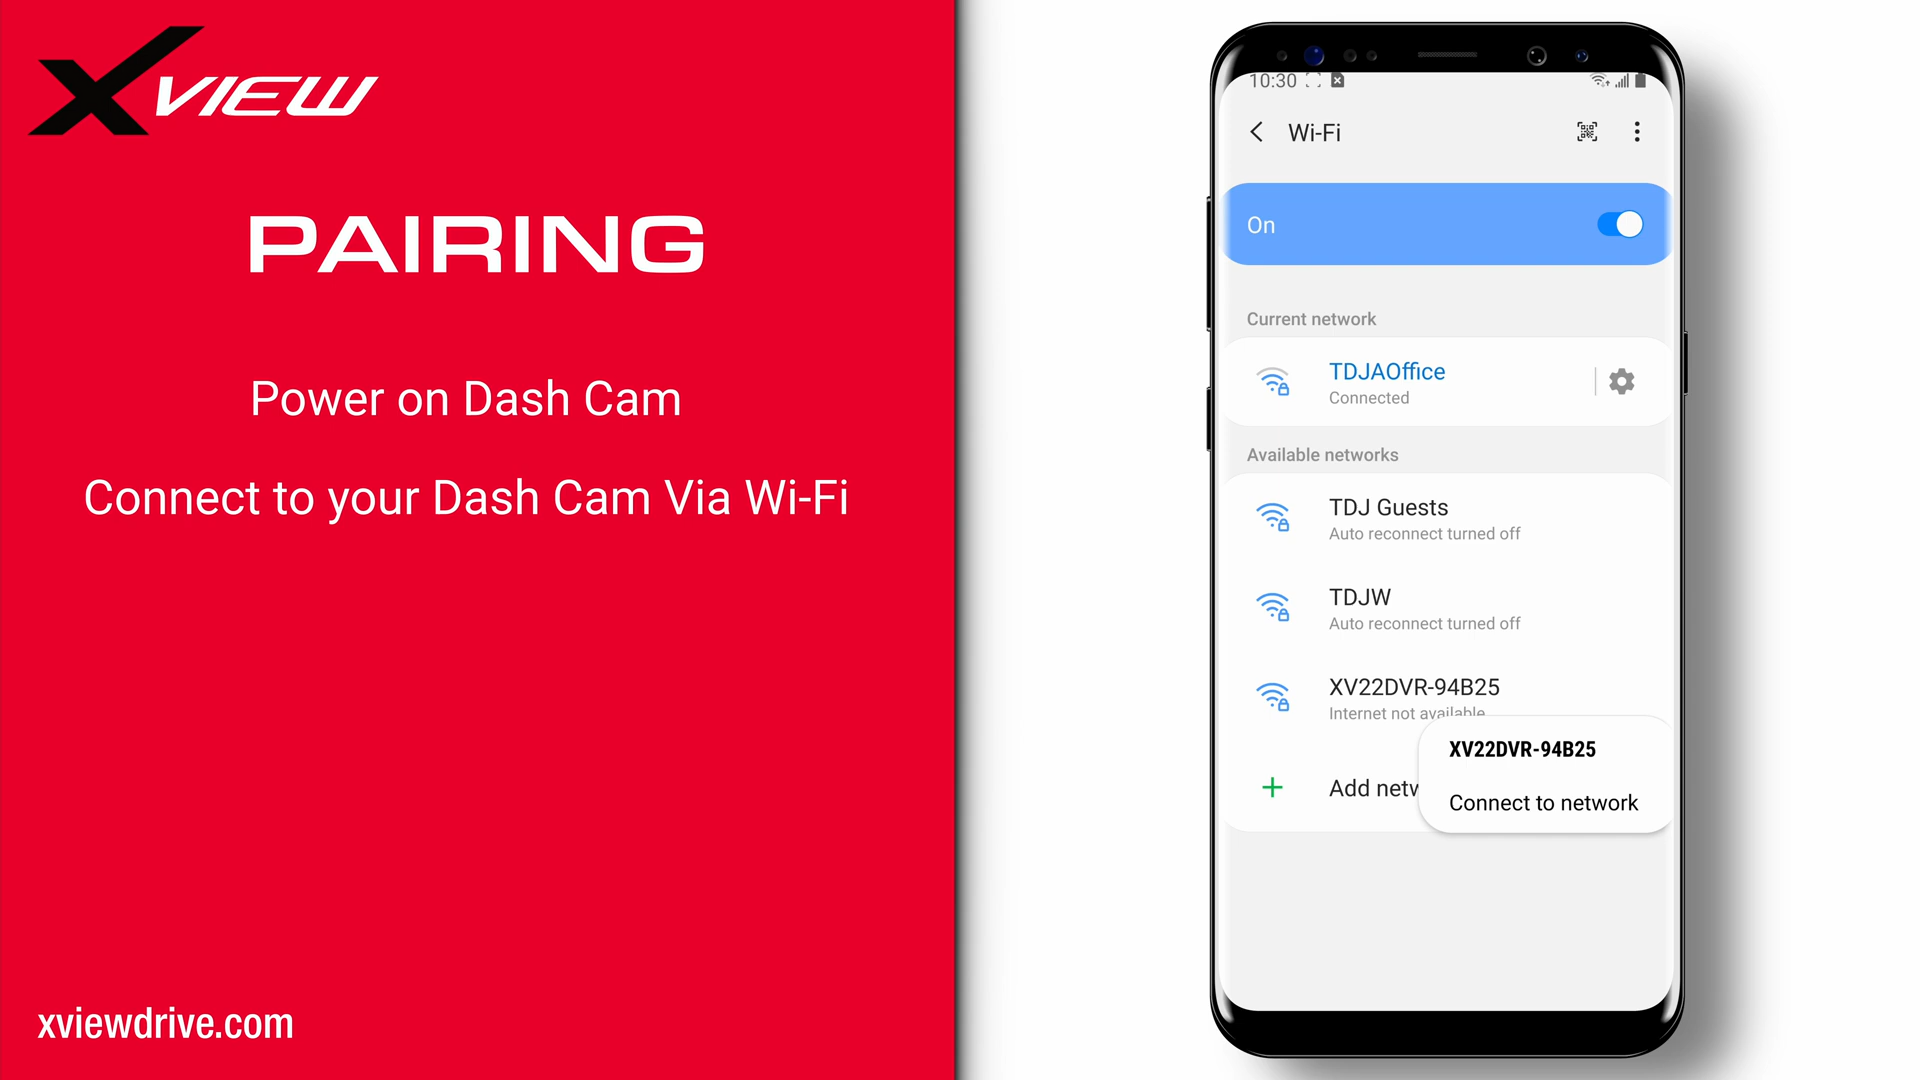 XVIEW
PAIRING
Power on Dash Cam
Connect to your Dash Cam Via Wi-Fi
xviewdrive.com
10:30
Wi-Fi
On
Current network
TDJAOffice
Connected
Available networks
TDJ Guests
Auto reconnect turned off
TDJW
Auto reconnect turned off
XV22DVR-94B25
Internet not available
XV22DVR-94B25
Add netw
Connect to network